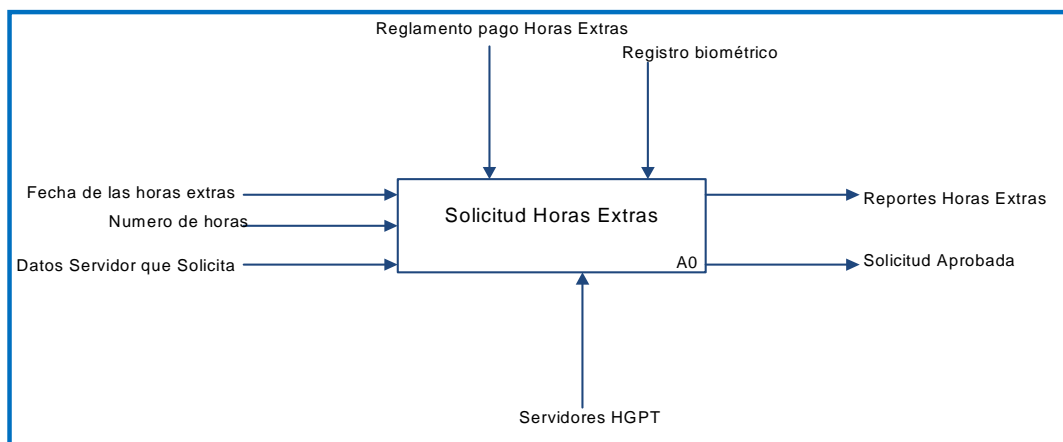 Reglamento pago Horas Extras
Registro biométrico
Fecha de las horas extras
Numero de horas
Datos Servidor que Solicita
Solicitud Horas Extras
A0
Reportes Horas Extras
Solicitud Aprobada
Servidores HGPT